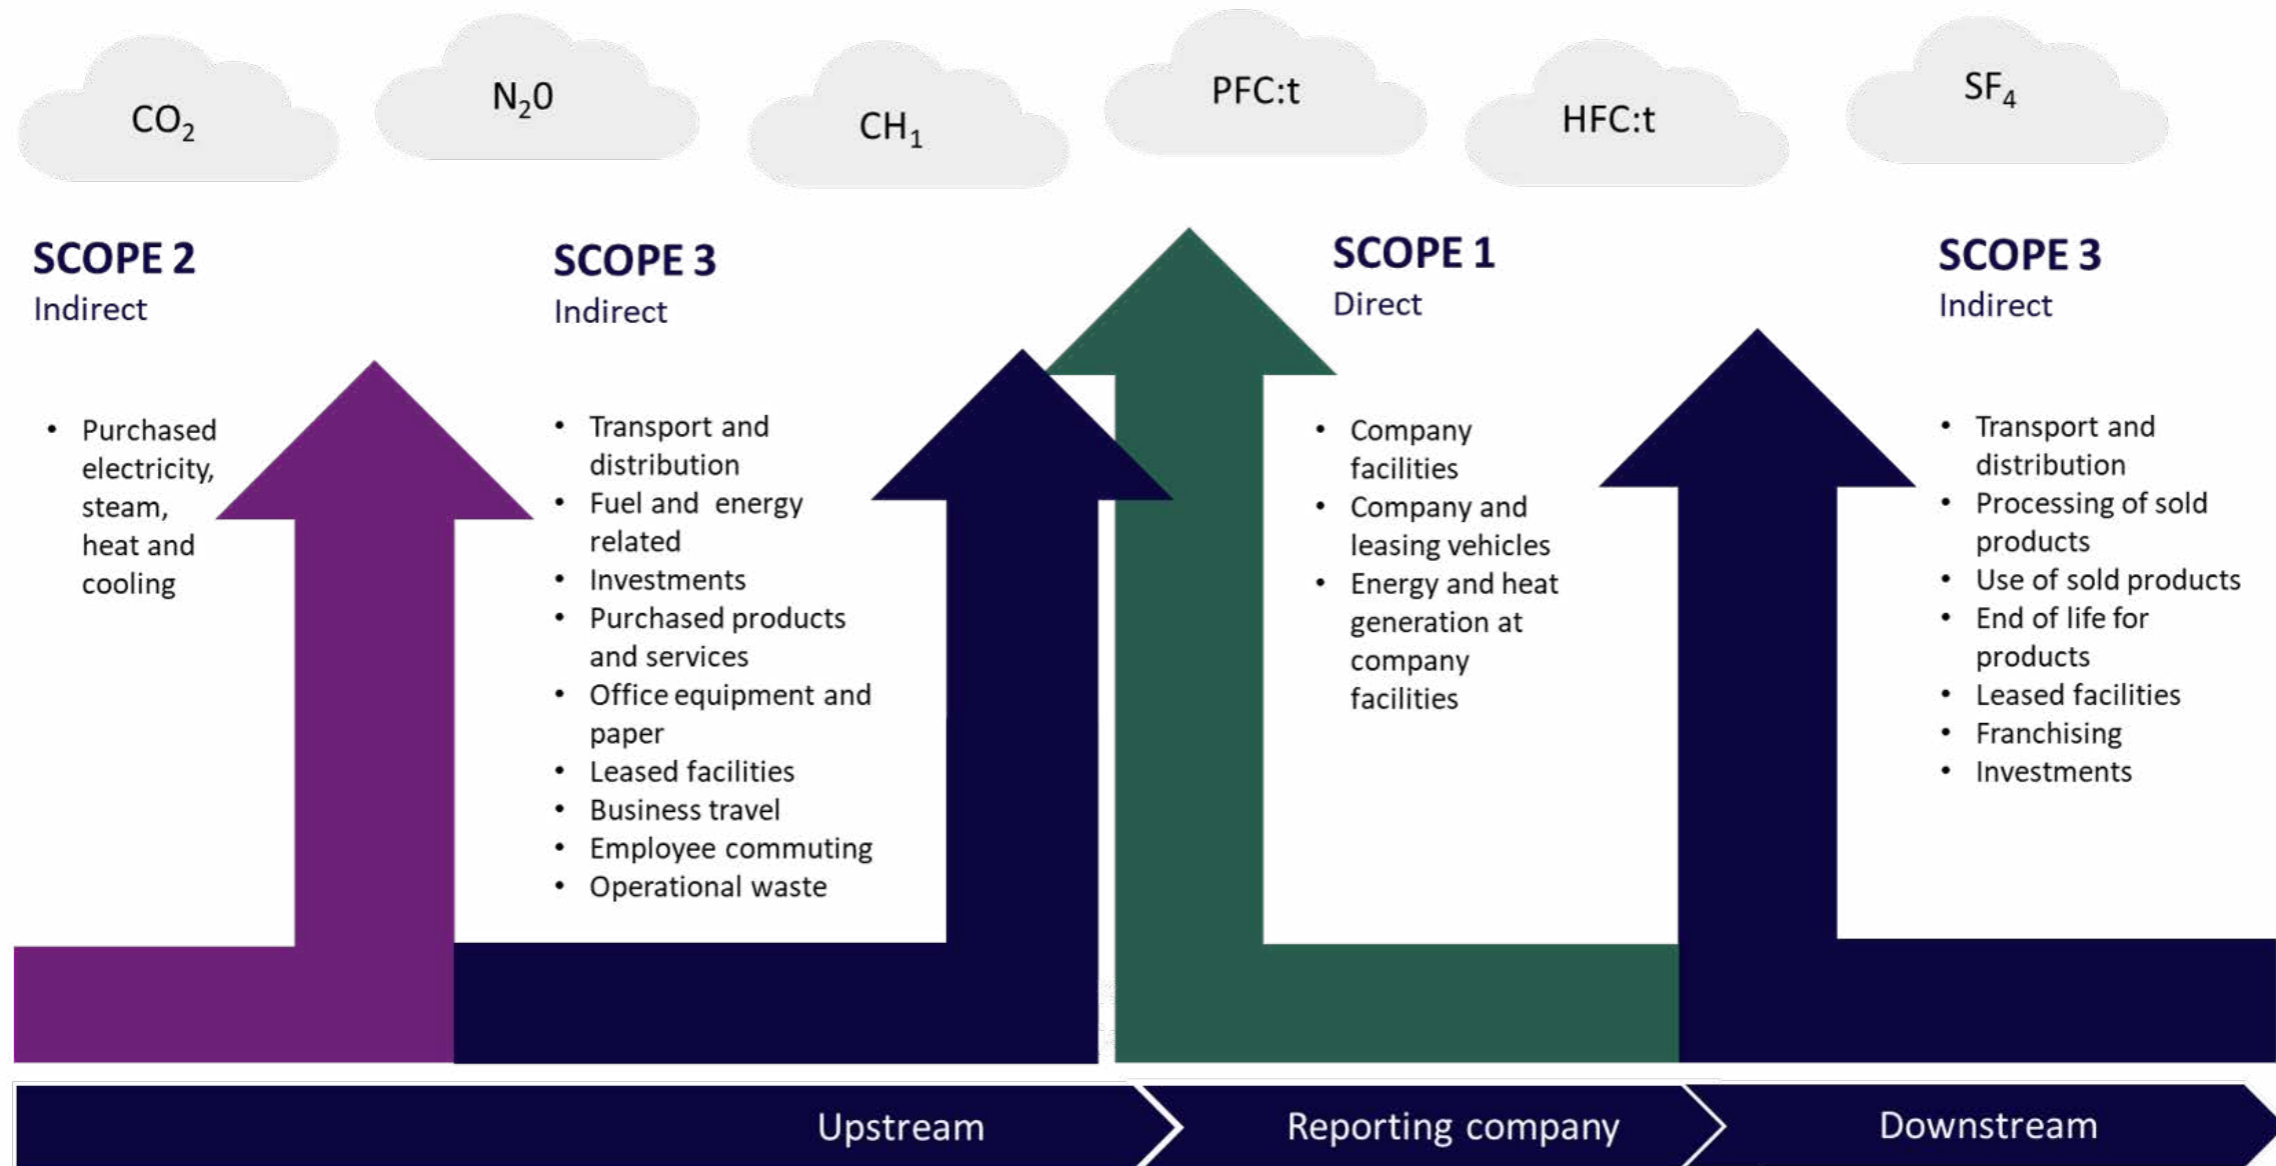 CO₂
N₂0
CH₁
PFC:t
HFC:t
SF₄
SCOPE 2
Indirect
• Purchased
electricity,
steam,
heat and
cooling
SCOPE 3
Indirect
• Transport and
distribution
• Fuel and energy
related
• Investments
• Purchased products
and services
• Office equipment and
paper
• Leased facilities
• Business travel
• Employee commuting
• Operational waste
SCOPE 1
Direct
• Company
facilities
• Company and
leasing vehicles
• Energy and heat
generation at
company
facilities
SCOPE 3
Indirect
• Transport and
distribution
• Processing of sold
products
• Use of sold products
• End of life for
products
• Leased facilities
• Franchising
• Investments
Upstream
Reporting company
Downstream